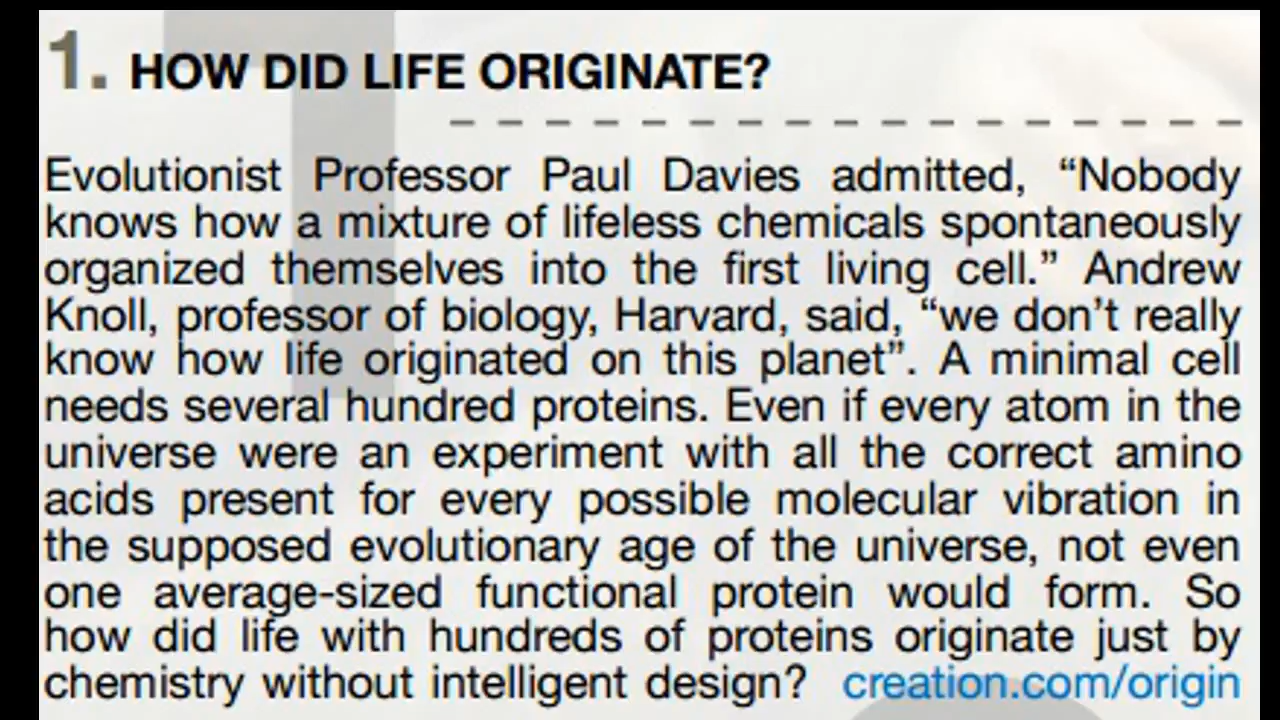 1. HOW DID LIFE ORIGINATE?
Evolutionist Professor Paul Davies admitted, “Nobody
knows how a mixture of lifeless chemicals spontaneously
organized themselves into the first living cell.” Andrew
Knoll, professor of biology, Harvard, said, “we don’t really
know how life originated on this planet”. A minimal cell
needs several hundred proteins. Even if every atom in the
universe were an experiment with all the correct amino
acids present for every possible molecular vibration in
the supposed evolutionary age of the universe, not even
one average-sized functional protein would form. So
how did life with hundreds of proteins originate just by
chemistry without intelligent design? creation.com/origin